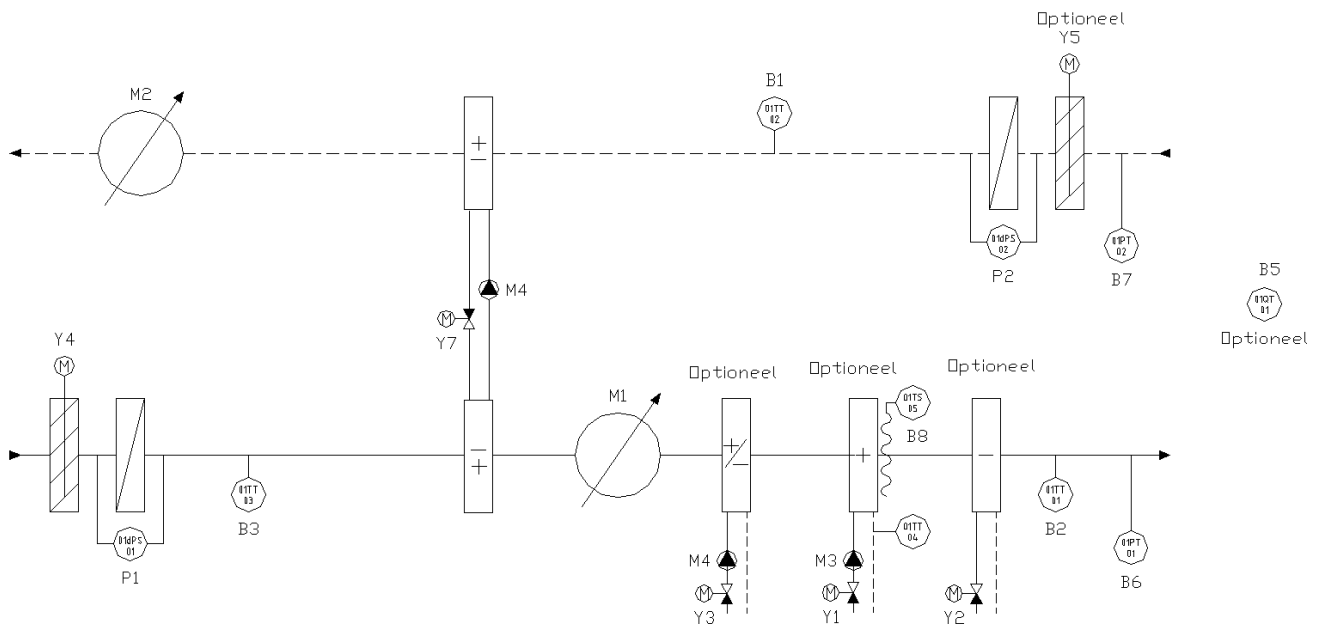 Optioneel
Y5
M
B1
M2
01TT
02
+
−
01dPS
02
01PT
02
P2
B7
B5
01QT
01
Optioneel
M4
M
Y7
Y4
M
Optioneel
Optioneel
Optioneel
M1
01TS
05
B8
−
+
+/−
+
−
01TT
03
B3
01TT
01
B2
01dPS
01
P1
01TT
04
01PT
01
B6
M4
M3
M
Y3
M
Y1
M
Y2